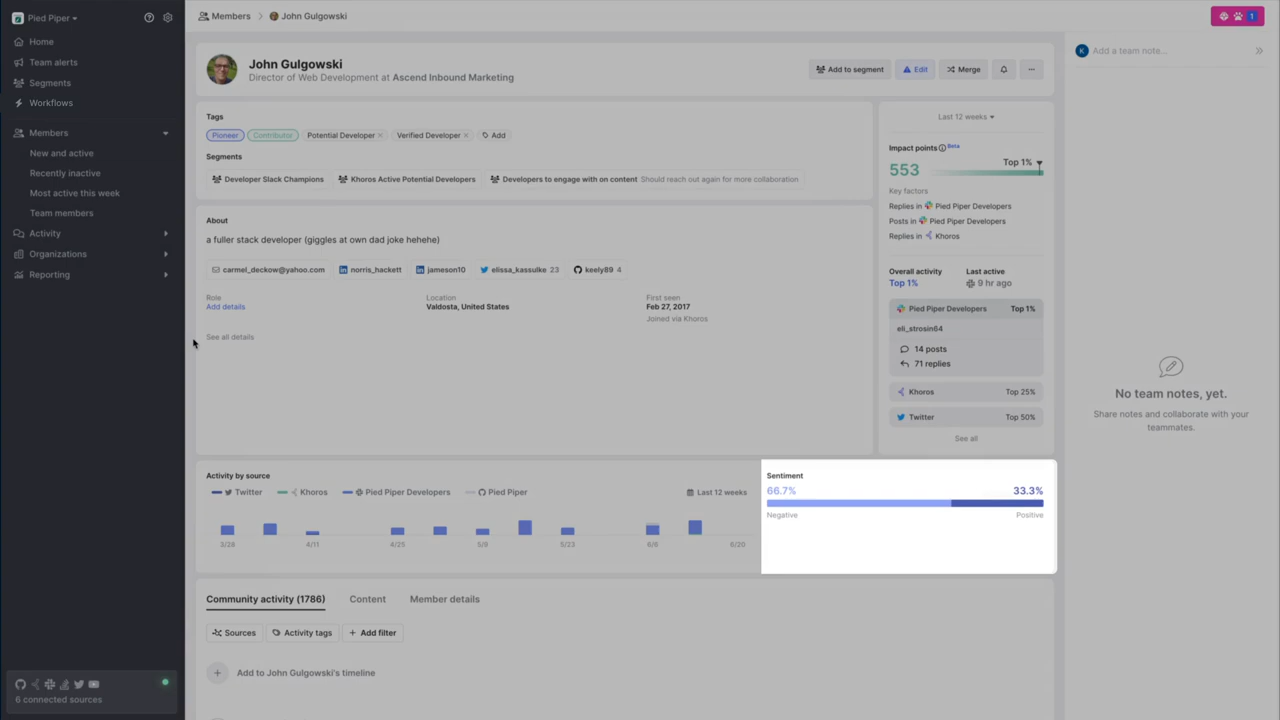 Pied Piper
Home
Team alerts
Segments
Workflows
Members
New and active
Recently inactive
Most active this week
Team members
Activity
Organizations
Reporting
6 connected sources
Members > John Gulgowski
1
John Gulgowski
Director of Web Development at Ascend Inbound Marketing
Add to segment
Edit
Merge
Tags
Pioneer Contributor Potential Developer Verified Developer Add
Segments
Developer Slack Champions Khoros Active Potential Developers Developers to engage with on content Should reach out again for more collaboration
About
a fuller stack developer (giggles at own dad joke hehehe)
carmel_deckow@yahoo.com norris_hackett jameson10 elissa_kassulke 23 keely89 4
Role
Add details
Location
Valdosta, United States
First seen
Feb 27, 2017
Joined via Khoros
See all details
Last 12 weeks
Impact points Beta
553
Top 1%
Key factors
Replies in Pied Piper Developers
Posts in Pied Piper Developers
Replies in Khoros
Overall activity
Top 1%
Last active
9 hr ago
Pied Piper Developers Top 1%
eli_strosin64
14 posts
71 replies
Khoros Top 25%
Twitter Top 50%
See all
Activity by source
Twitter Khoros Pied Piper Developers Pied Piper Last 12 weeks
3/28 4/11 4/25 5/9 5/23 6/6 6/20
Sentiment
66.7% 33.3%
Negative Positive
Community activity (1786) Content Member details
Sources Activity tags + Add filter
Add to John Gulgowski's timeline
K
Add a team note...
No team notes, yet.
Share notes and collaborate with your
teammates.